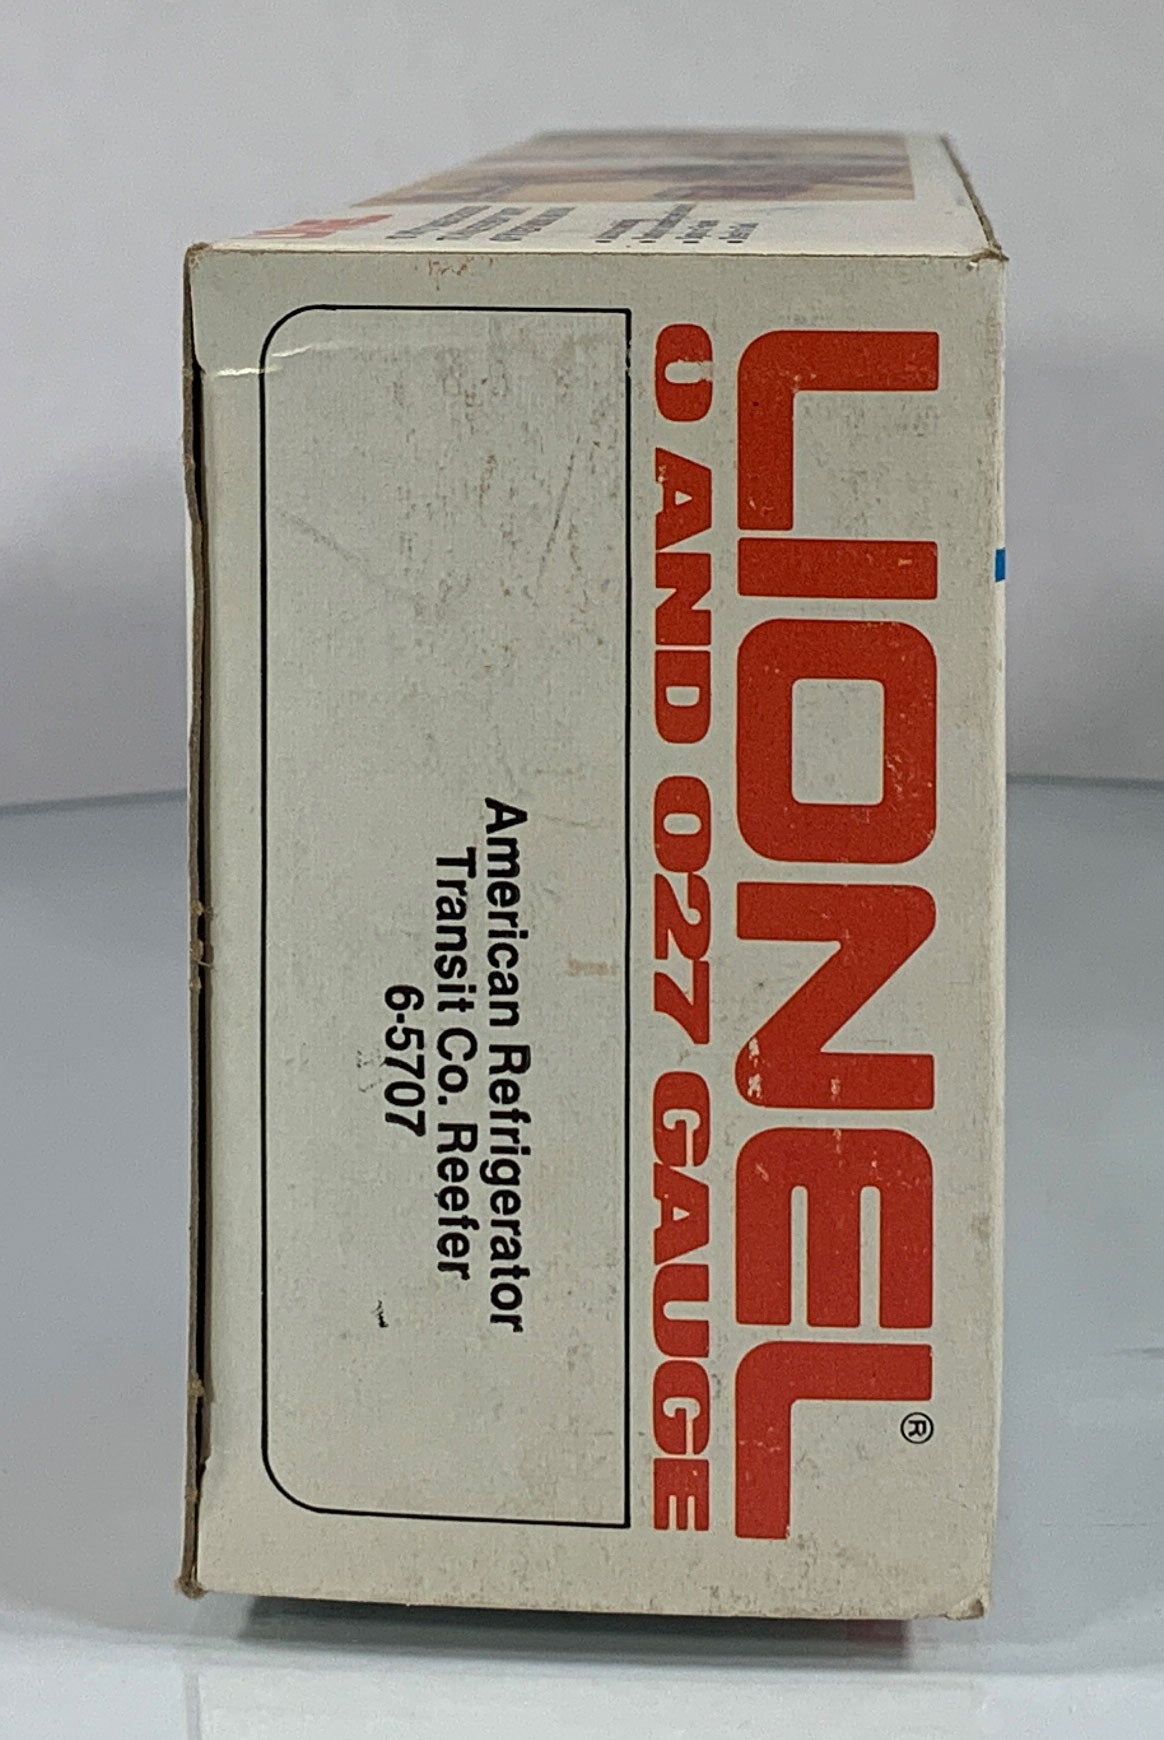 LIONEL®
O AND O27 GAUGE
American Refrigerator
Transit Co. Reefer
6-5707